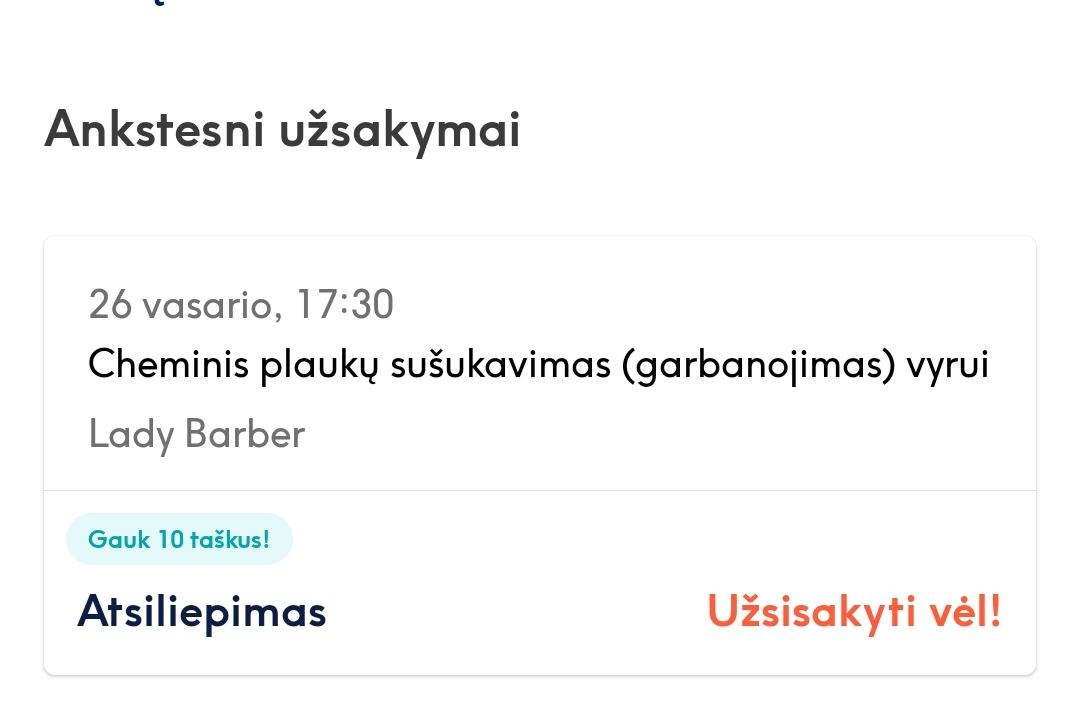 Ankstesni užsakymai
26 vasario, 17:30
Cheminis plaukų sušukavimas (garbanojimas) vyrui
Lady Barber
Gauk 10 taškus!
Atsiliepimas
Užsisakyti vėl!